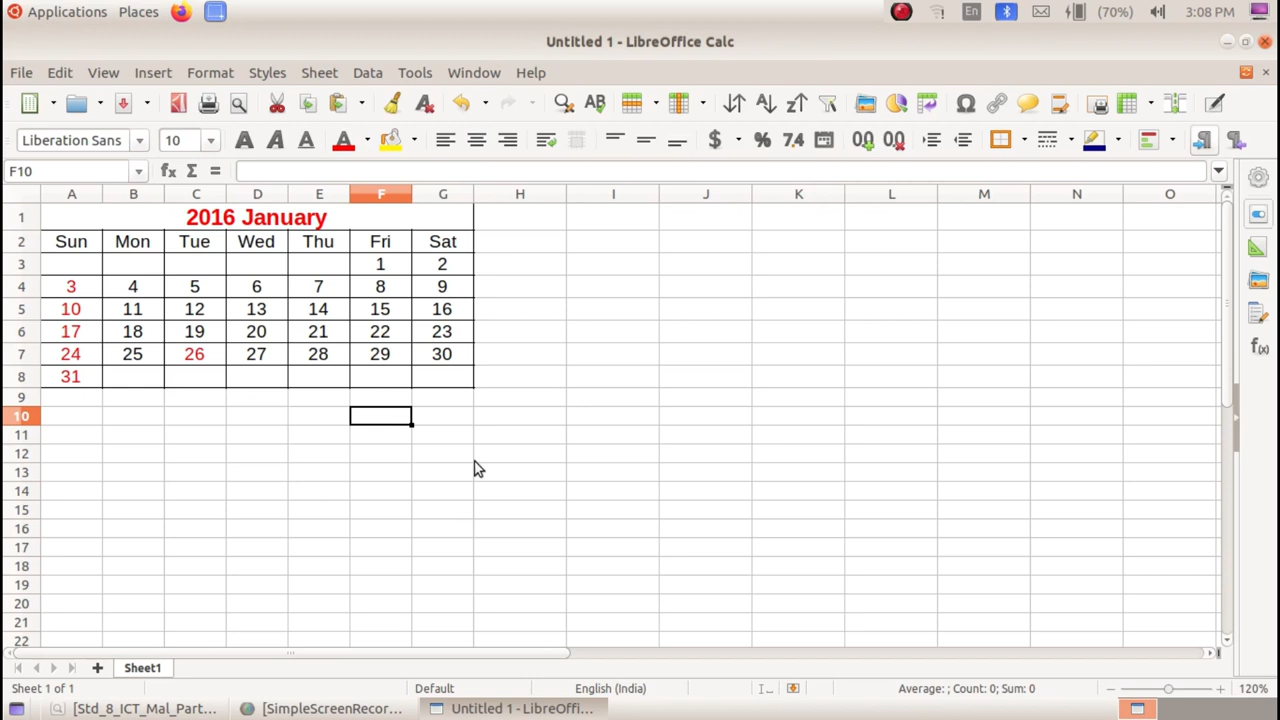 Applications Places En (70%) 3:08 PM
Untitled 1 - LibreOffice Calc
File Edit View Insert Format Styles Sheet Data Tools Window Help
Liberation Sans 10 $ % 7.4
F10 fx Σ =
A B C D E F G H I J K L M N O
1 2016 January
2 Sun Mon Tue Wed Thu Fri Sat
3 1 2
4 3 4 5 6 7 8 9
5 10 11 12 13 14 15 16
6 17 18 19 20 21 22 23
7 24 25 26 27 28 29 30
8 31
9
10
11
12
13
14
15
16
17
18
19
20
21
22
Sheet1
Sheet 1 of 1 Default English (India) Average: ; Count: 0; Sum: 0 120%
[Std_8_ICT_Mal_Part... [SimpleScreenRecor... Untitled 1 - LibreOffi...